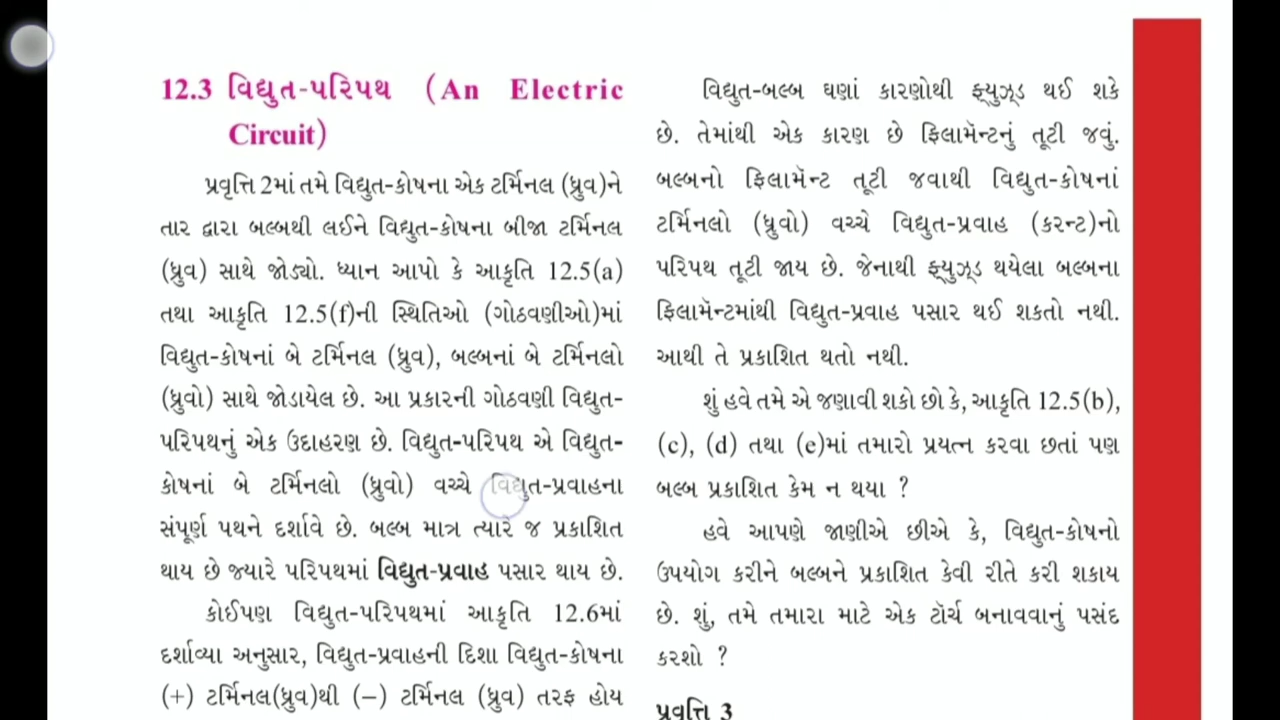 12.3 વિદ્યુત-પરિપથ (An Electric
Circuit)
પ્રવૃત્તિ 2માં તમે વિદ્યુત-કોષના એક ટર્મિનલ (ધ્રુવ)ને
તાર દ્વારા બલ્બથી લઈને વિદ્યુત-કોષના બીજા ટર્મિનલ
(ધ્રુવ) સાથે જોડ્યો. ધ્યાન આપો કે આકૃતિ 12.5(a)
તથા આકૃતિ 12.5(f)ની સ્થિતિઓ (ગોઠવણીઓ)માં
વિદ્યુત-કોષનાં બે ટર્મિનલ (ધ્રુવ), બલ્બનાં બે ટર્મિનલો
(ધ્રુવો) સાથે જોડાયેલ છે. આ પ્રકારની ગોઠવણી વિદ્યુત-
પરિપથનું એક ઉદાહરણ છે. વિદ્યુત-પરિપથ એ વિદ્યુત-
કોષનાં બે ટર્મિનલો (ધ્રુવો) વચ્ચે વિદ્યુત-પ્રવાહના
સંપૂર્ણ પથને દર્શાવે છે. બલ્બ માત્ર ત્યારે જ પ્રકાશિત
થાય છે જ્યારે પરિપથમાં વિદ્યુત-પ્રવાહ પસાર થાય છે.
કોઈપણ વિદ્યુત-પરિપથમાં આકૃતિ 12.6માં
દર્શાવ્યા અનુસાર, વિદ્યુત-પ્રવાહની દિશા વિદ્યુત-કોષના
(+) ટર્મિનલ(ધ્રુવ)થી (−) ટર્મિનલ (ધ્રુવ) તરફ હોય
વિદ્યુત-બલ્બ ઘણાં કારણોથી ફ્યુઝ્ડ થઈ શકે
છે. તેમાંથી એક કારણ છે ફિલામેન્ટનું તૂટી જવું.
બલ્બનો ફિલામેન્ટ તૂટી જવાથી વિદ્યુત-કોષનાં
ટર્મિનલો (ધ્રુવો) વચ્ચે વિદ્યુત-પ્રવાહ (કરન્ટ)નો
પરિપથ તૂટી જાય છે. જેનાથી ફ્યુઝ્ડ થયેલા બલ્બના
ફિલામેન્ટમાંથી વિદ્યુત-પ્રવાહ પસાર થઈ શકતો નથી.
આથી તે પ્રકાશિત થતો નથી.
શું હવે તમે એ જણાવી શકો છો કે, આકૃતિ 12.5(b),
(c), (d) તથા (e)માં તમારો પ્રયત્ન કરવા છતાં પણ
બલ્બ પ્રકાશિત કેમ ન થયા ?
હવે આપણે જાણીએ છીએ કે, વિદ્યુત-કોષનો
ઉપયોગ કરીને બલ્બને પ્રકાશિત કેવી રીતે કરી શકાય
છે. શું, તમે તમારા માટે એક ટૉર્ચ બનાવવાનું પસંદ
કરશો ?
પ્રવૃત્તિ 3